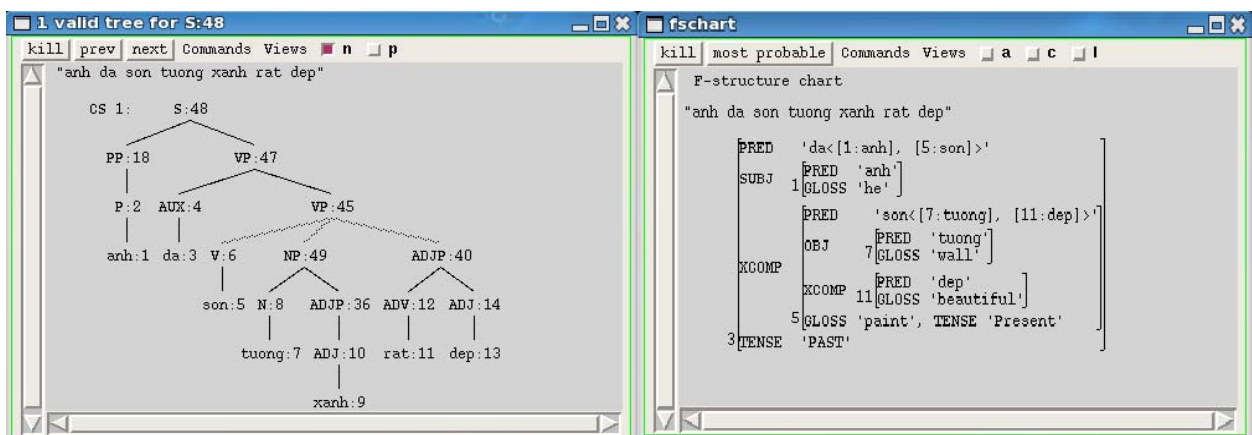 1 valid tree for S:48
kill prev next Commands Views n p
"anh da son tuong xanh rat dep"
CS 1: S:48
PP:18 VP:47
P:2 AUX:4 VP:45
anh:1 da:3 V:6 NP:49 ADJP:40
son:5 N:8 ADJP:36 ADV:12 ADJ:14
tuong:7 ADJ:10 rat:11 dep:13
xanh:9
fschart
kill most probable Commands Views a c l
F-structure chart
"anh da son tuong xanh rat dep"
PRED 'da<[1:anh], [5:son]>'
SUBJ 1 PRED 'anh'
GLOSS 'he'
PRED 'son<[7:tuong], [11:dep]>'
OBJ 7 PRED 'tuong'
GLOSS 'wall'
XCOMP
XCOMP 11 PRED 'dep'
GLOSS 'beautiful'
5 GLOSS 'paint', TENSE 'Present'
3 TENSE 'PAST'